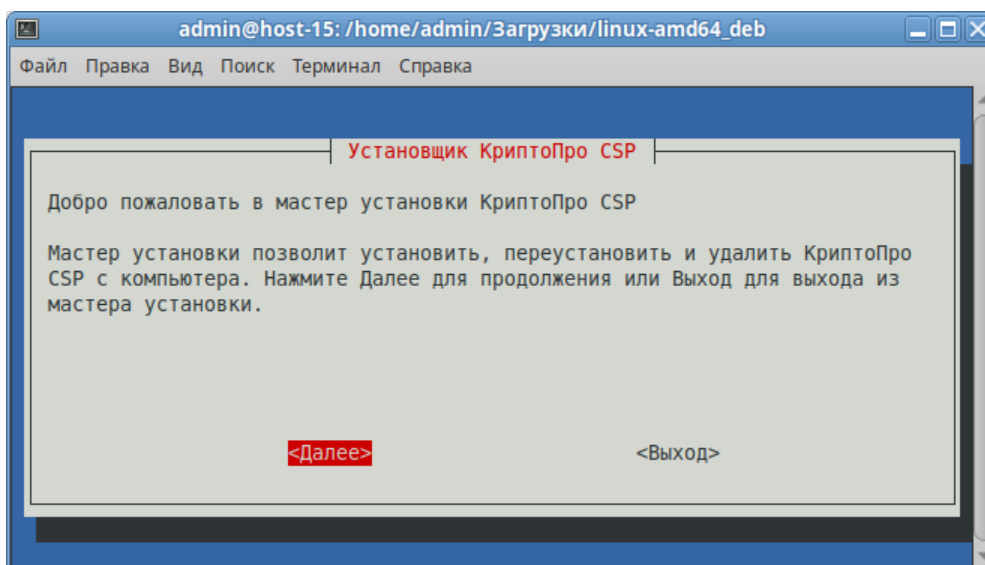 admin@host-15: /home/admin/Загрузки/linux-amd64_deb
Файл Правка Вид Поиск Терминал Справка
Установщик КриптоПро CSP
Добро пожаловать в мастер установки КриптоПро CSP
Мастер установки позволит установить, переустановить и удалить КриптоПро
CSP с компьютера. Нажмите Далее для продолжения или Выход для выхода из
мастера установки.
<Далее> <Выход>